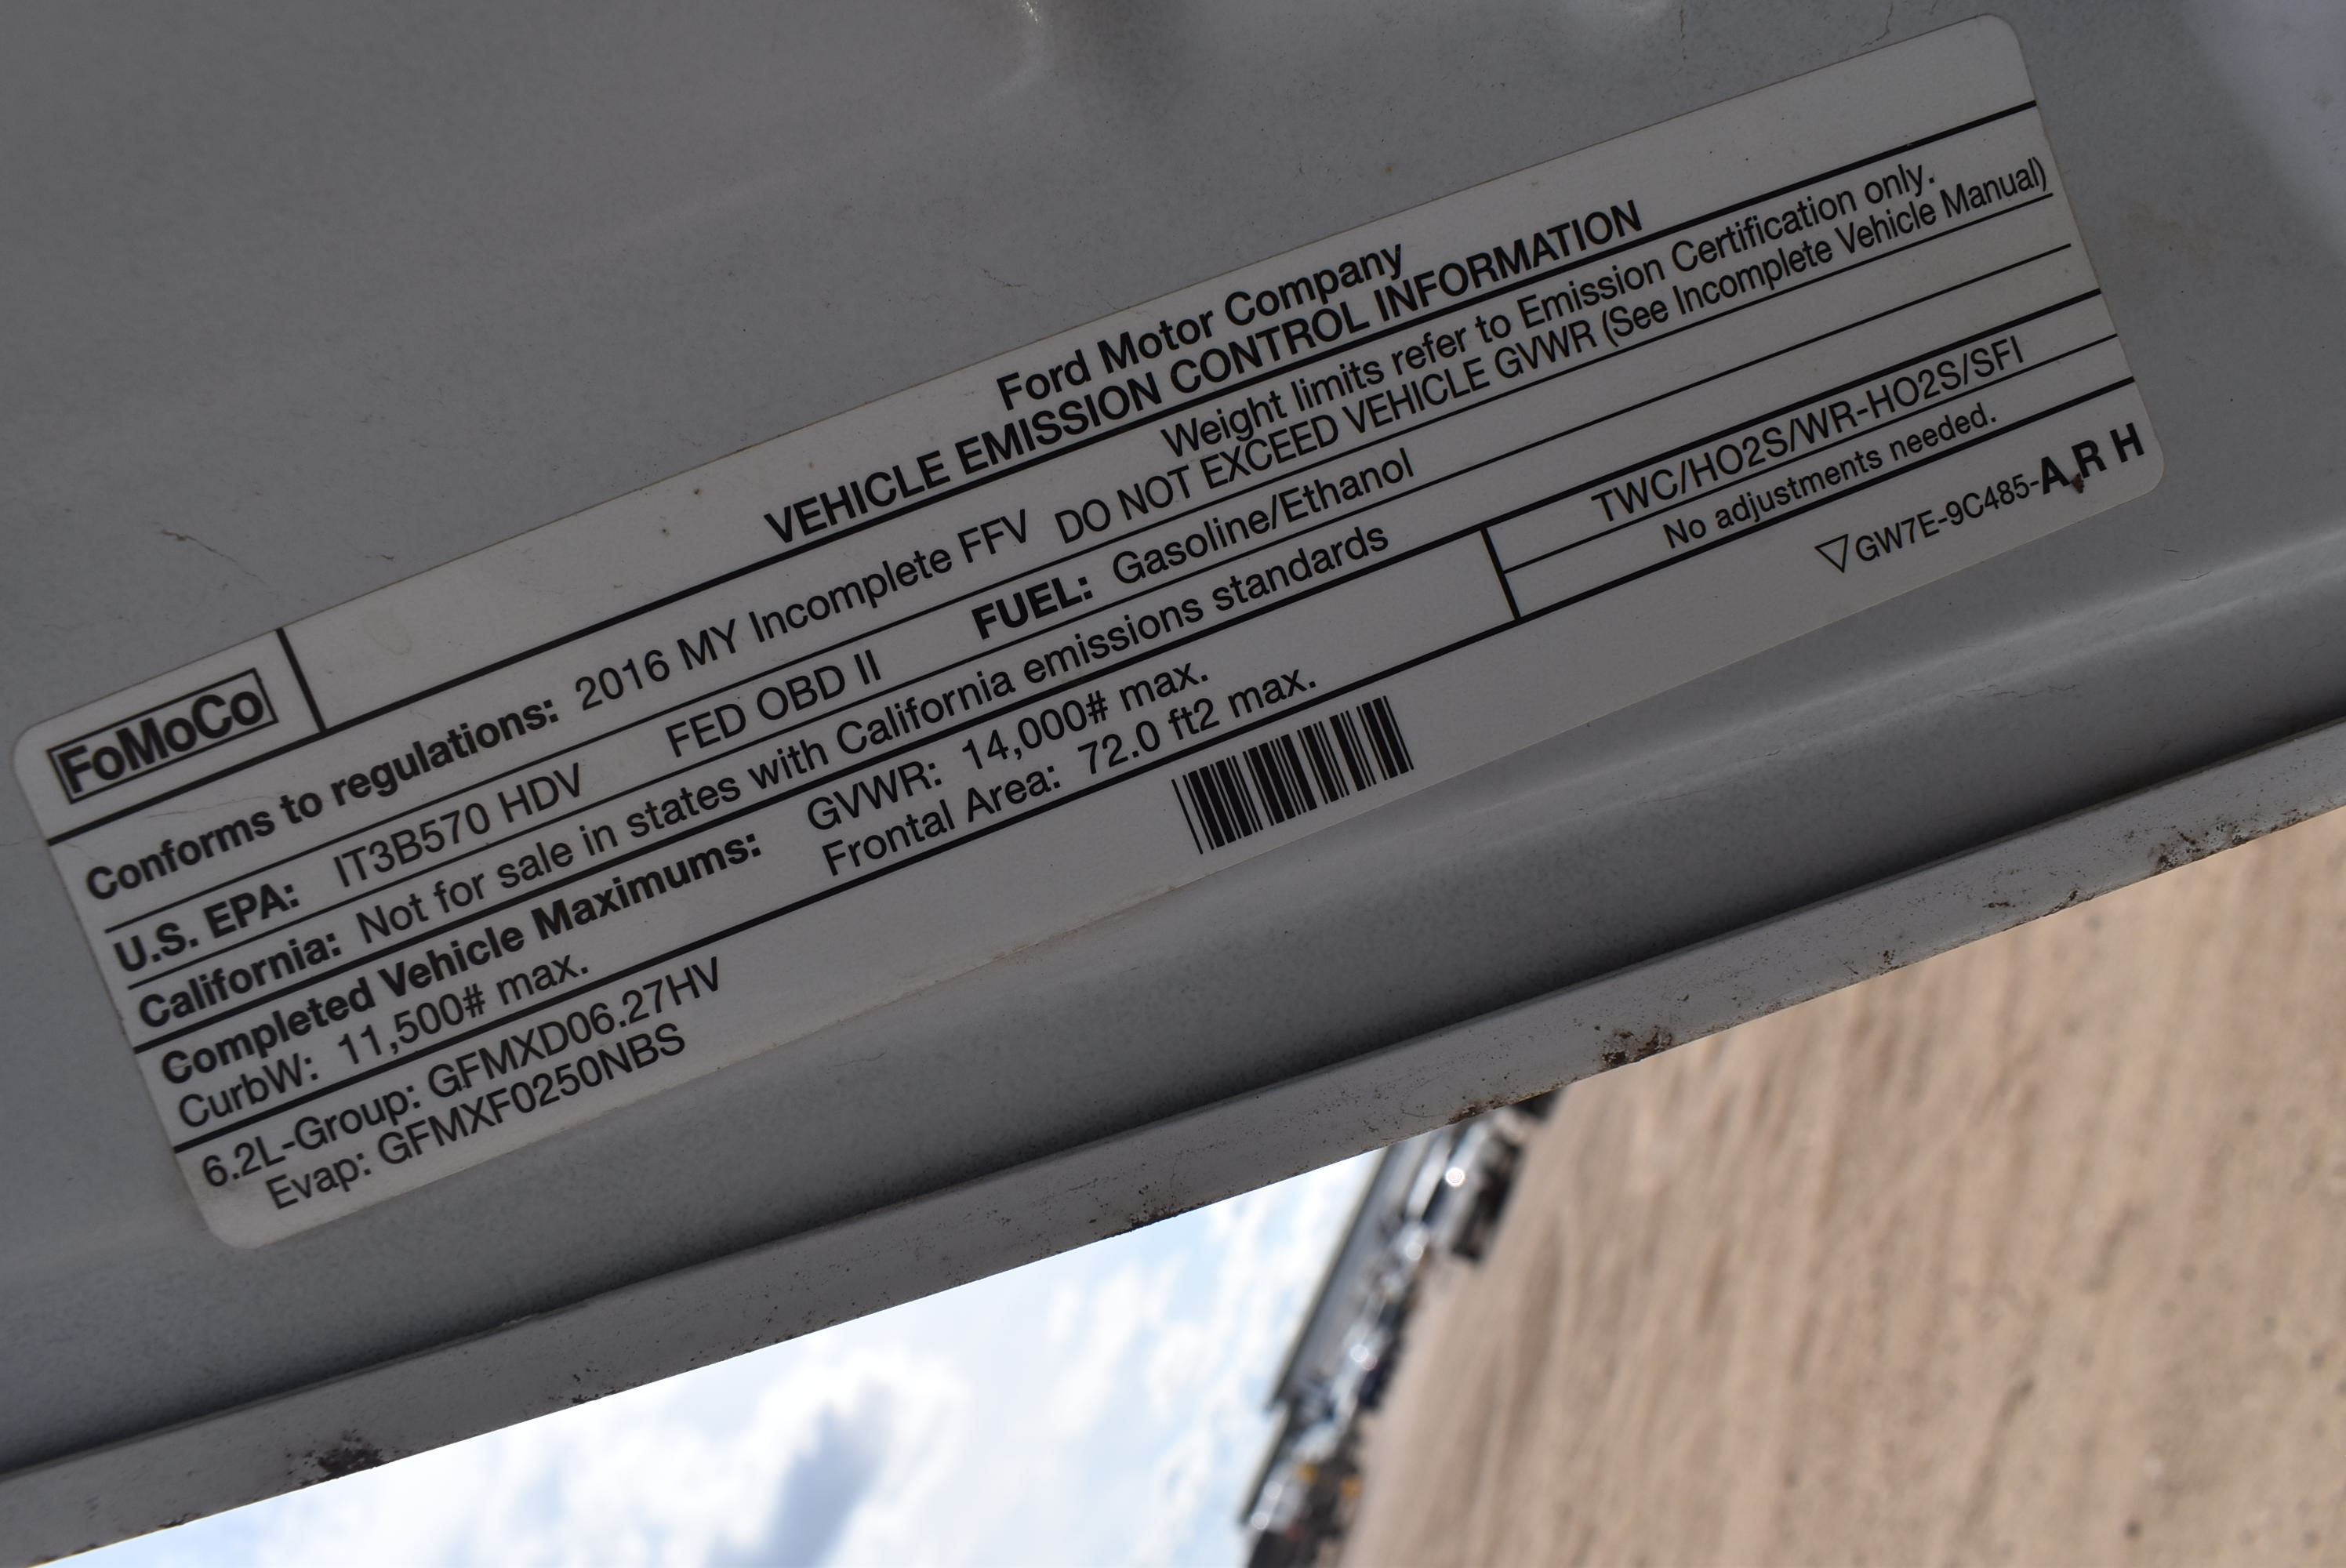 FoMoCo
Ford Motor Company
VEHICLE EMISSION CONTROL INFORMATION
Conforms to regulations: 2016 MY Incomplete FFV
Weight limits refer to Emission Certification only.
DO NOT EXCEED VEHICLE GVWR (See Incomplete Vehicle Manual)
U.S. EPA: IT3B570 HDV FED OBD II FUEL: Gasoline/Ethanol
California: Not for sale in states with California emissions standards
Completed Vehicle Maximums: GVWR: 14,000# max.
CurbW: 11,500# max. Frontal Area: 72.0 ft2 max.
TWC/HO2S/WR-HO2S/SFI
No adjustments needed.
6.2L-Group: GFMXD06.27HV
Evap: GFMXF0250NBS
▽GW7E-9C485-A R H